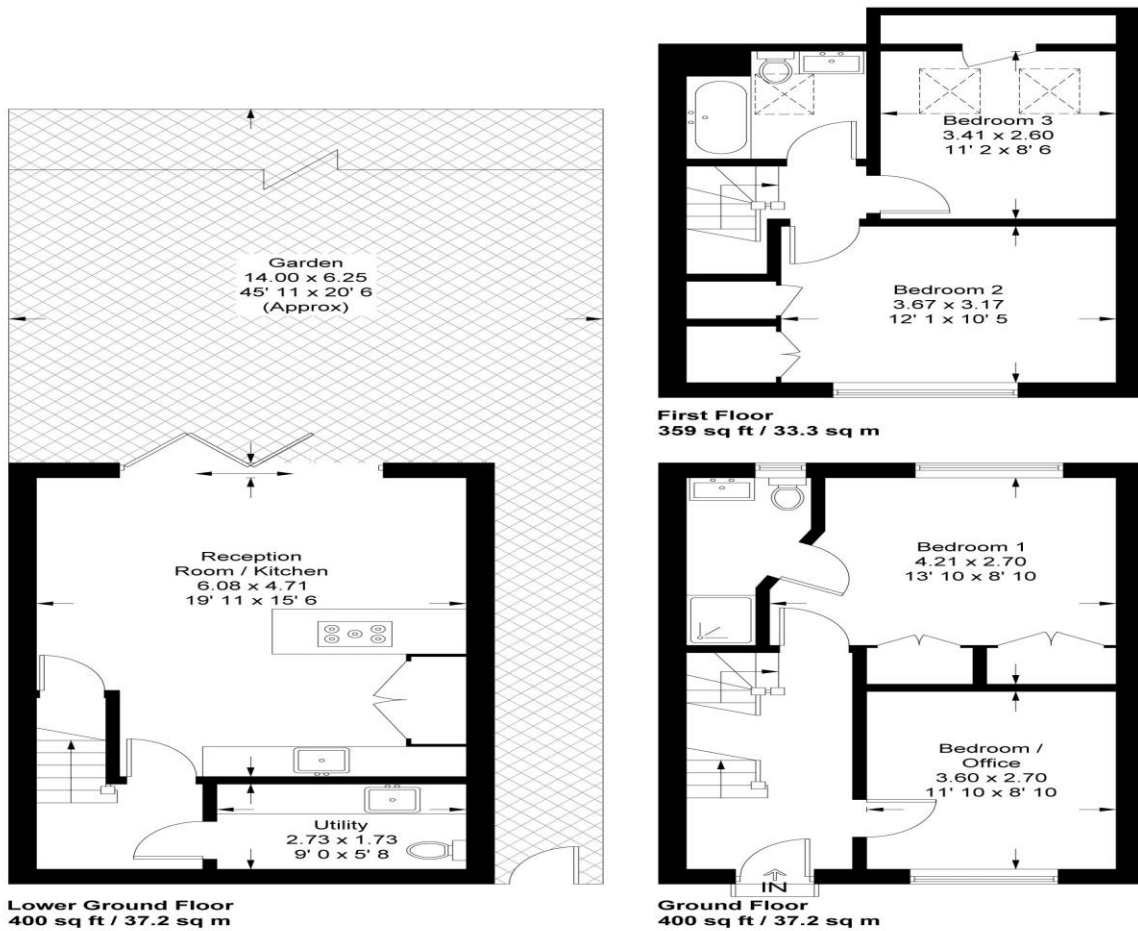 Garden
14.00 x 6.25
45' 11 x 20' 6
(Approx)
Reception
Room / Kitchen
6.08 x 4.71
19' 11 x 15' 6
Utility
2.73 x 1.73
9' 0 x 5' 8
Lower Ground Floor
400 sq ft / 37.2 sq m
Bedroom 3
3.41 x 2.60
11' 2 x 8' 6
Bedroom 2
3.67 x 3.17
12' 1 x 10' 5
First Floor
359 sq ft / 33.3 sq m
Bedroom 1
4.21 x 2.70
13' 10 x 8' 10
Bedroom /
Office
3.60 x 2.70
11' 10 x 8' 10
IN
Ground Floor
400 sq ft / 37.2 sq m